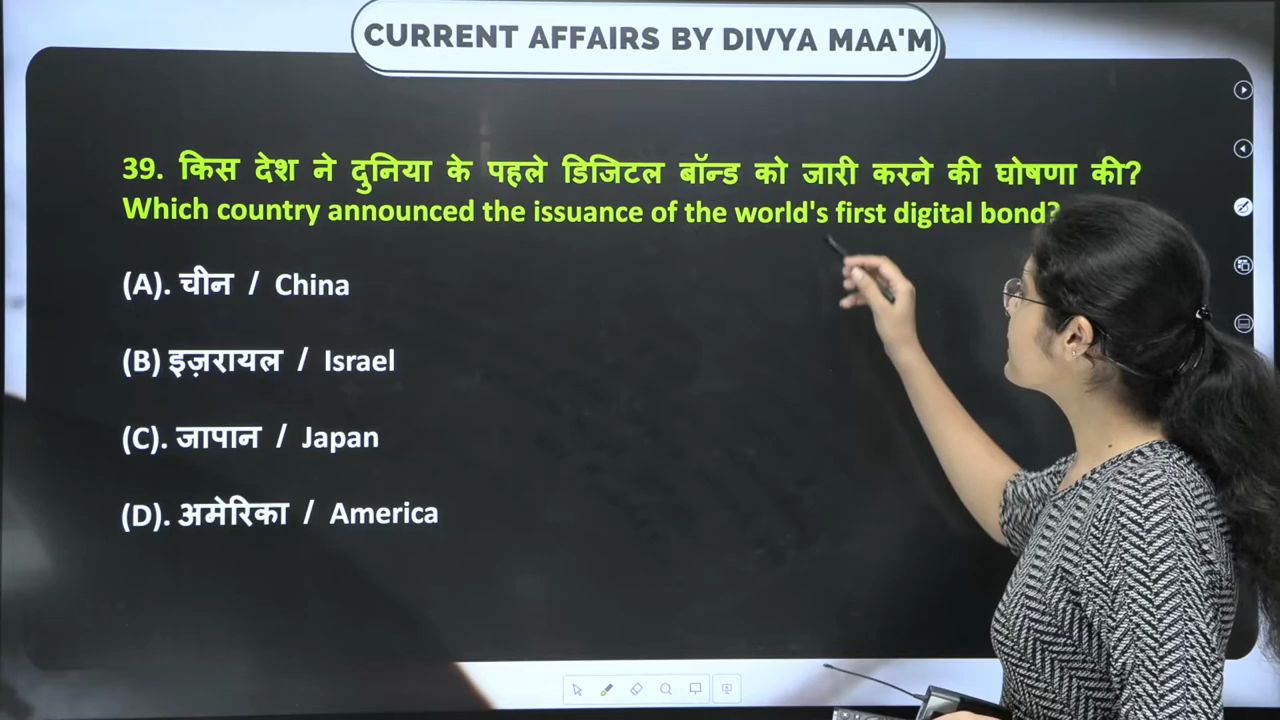 CURRENT AFFAIRS BY DIVYA MAA'M
39. किस देश ने दुनिया के पहले डिजिटल बॉन्ड को जारी करने की घोषणा की?
Which country announced the issuance of the world's first digital bond?
(A). चीन / China
(B) इज़रायल / Israel
(C). जापान / Japan
(D). अमेरिका / America